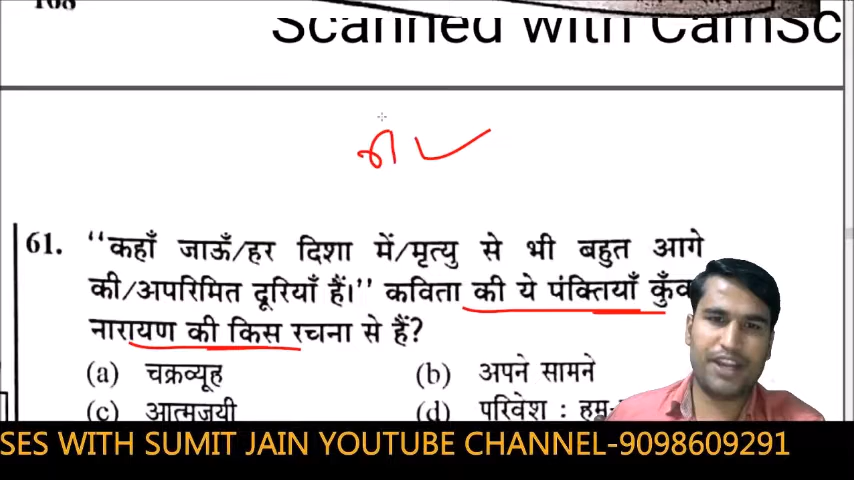 168
Scanned with CamSc
61. “कहाँ जाऊँ/हर दिशा में/मृत्यु से भी बहुत आगे
की/अपरिमित दूरियाँ हैं।” कविता की ये पंक्तियाँ
नारायण की किस रचना से हैं?
(a) चक्रव्यूह (b) अपने सामने
(c) आत्मजयी (d) परिवेश : हम
SES WITH SUMIT JAIN YOUTUBE CHANNEL-9098609291